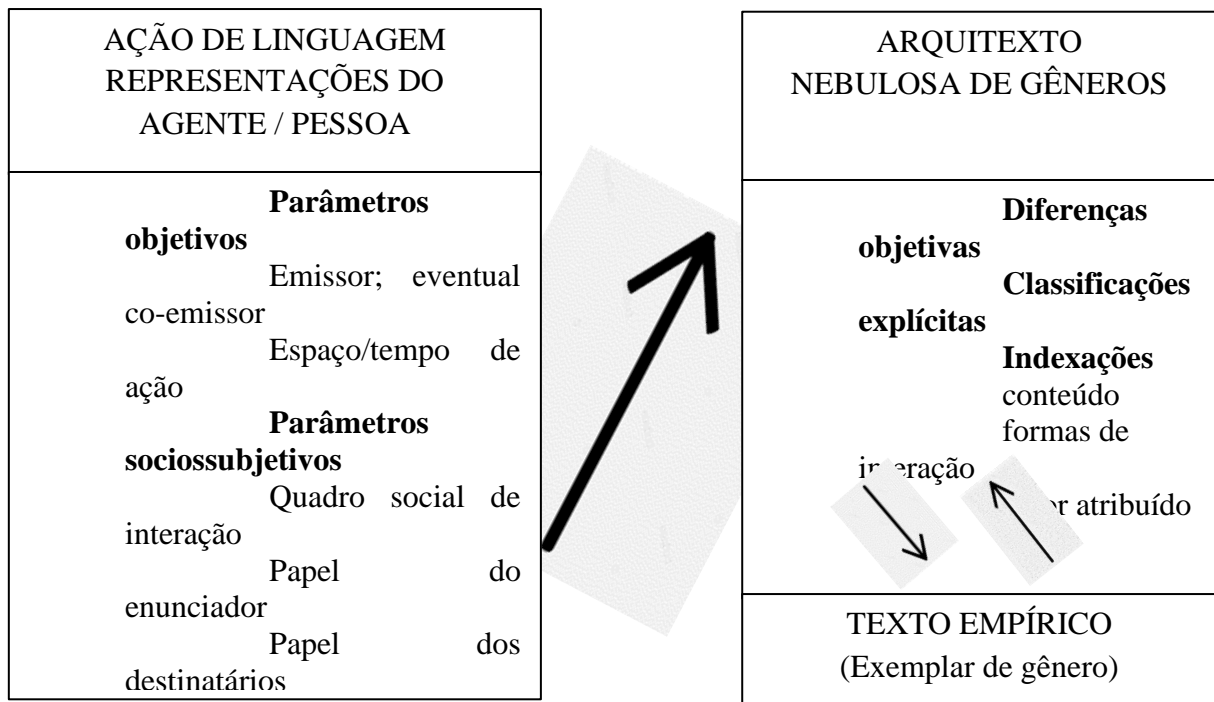 AÇÃO DE LINGUAGEM
REPRESENTAÇÕES DO
AGENTE / PESSOA
Parâmetros
objetivos
Emissor; eventual
co-emissor
Espaço/tempo de
ação
Parâmetros
sociossubjetivos
Quadro social de
interação
Papel do
enunciador
Papel dos
destinatários
ARQUITEXTO
NEBULOSA DE GÊNEROS
Diferenças
objetivas
Classificações
explícitas
Indexações
conteúdo
formas de
interação
atribuído
TEXTO EMPÍRICO
(Exemplar de gênero)